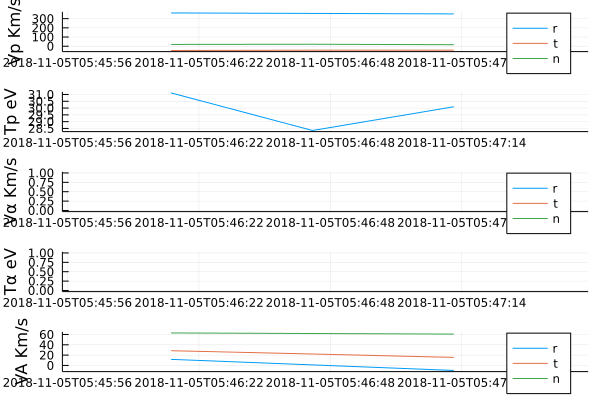 Vp Km/s
300
200
100
0
r
t
n
2018-11-05T05:45:56 2018-11-05T05:46:22 2018-11-05T05:46:48 2018-11-05T05:47
Tp eV
31.0
30.5
30.0
29.5
29.0
28.5
2018-11-05T05:45:56 2018-11-05T05:46:22 2018-11-05T05:46:48 2018-11-05T05:47:14
Vα Km/s
1.00
0.75
0.50
0.25
0.00
r
t
n
2018-11-05T05:45:56 2018-11-05T05:46:22 2018-11-05T05:46:48 2018-11-05T05:47
Tα eV
1.00
0.75
0.50
0.25
0.00
2018-11-05T05:45:56 2018-11-05T05:46:22 2018-11-05T05:46:48 2018-11-05T05:47:14
VA Km/s
60
40
20
0
r
t
n
2018-11-05T05:45:56 2018-11-05T05:46:22 2018-11-05T05:46:48 2018-11-05T05:47